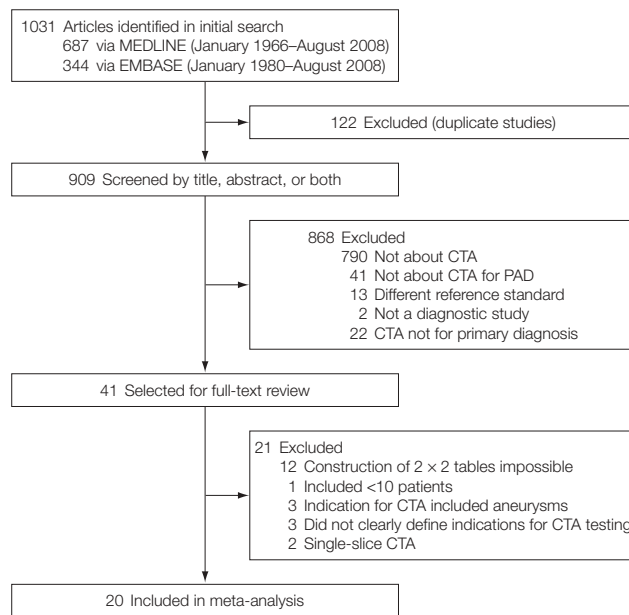 1031 Articles identified in initial search
687 via MEDLINE (January 1966–August 2008)
344 via EMBASE (January 1980–August 2008)
122 Excluded (duplicate studies)
909 Screened by title, abstract, or both
868 Excluded
790 Not about CTA
41 Not about CTA for PAD
13 Different reference standard
2 Not a diagnostic study
22 CTA not for primary diagnosis
41 Selected for full-text review
21 Excluded
12 Construction of 2 × 2 tables impossible
1 Included <10 patients
3 Indication for CTA included aneurysms
3 Did not clearly define indications for CTA testing
2 Single-slice CTA
20 Included in meta-analysis